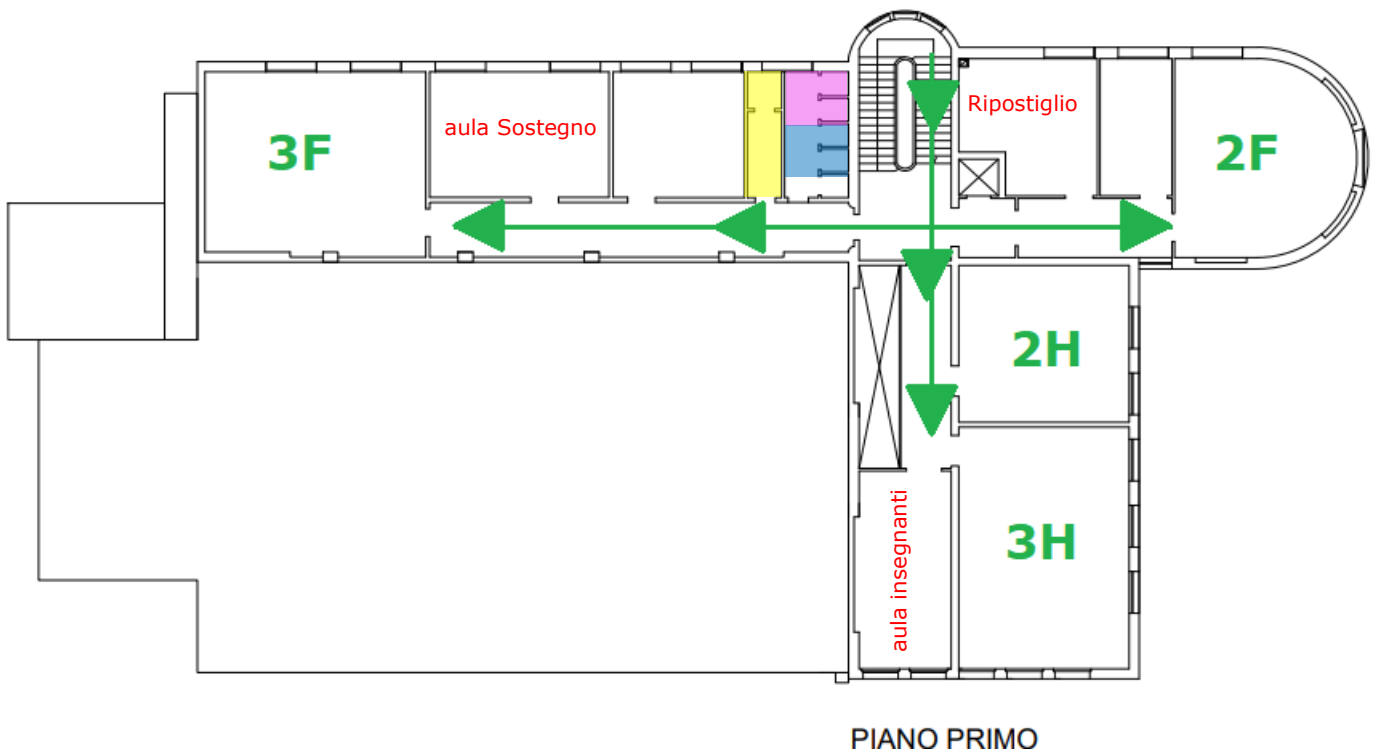 Ripostiglio
aula Sostegno
3F
2F
2H
3H
aula insegnanti
PIANO PRIMO